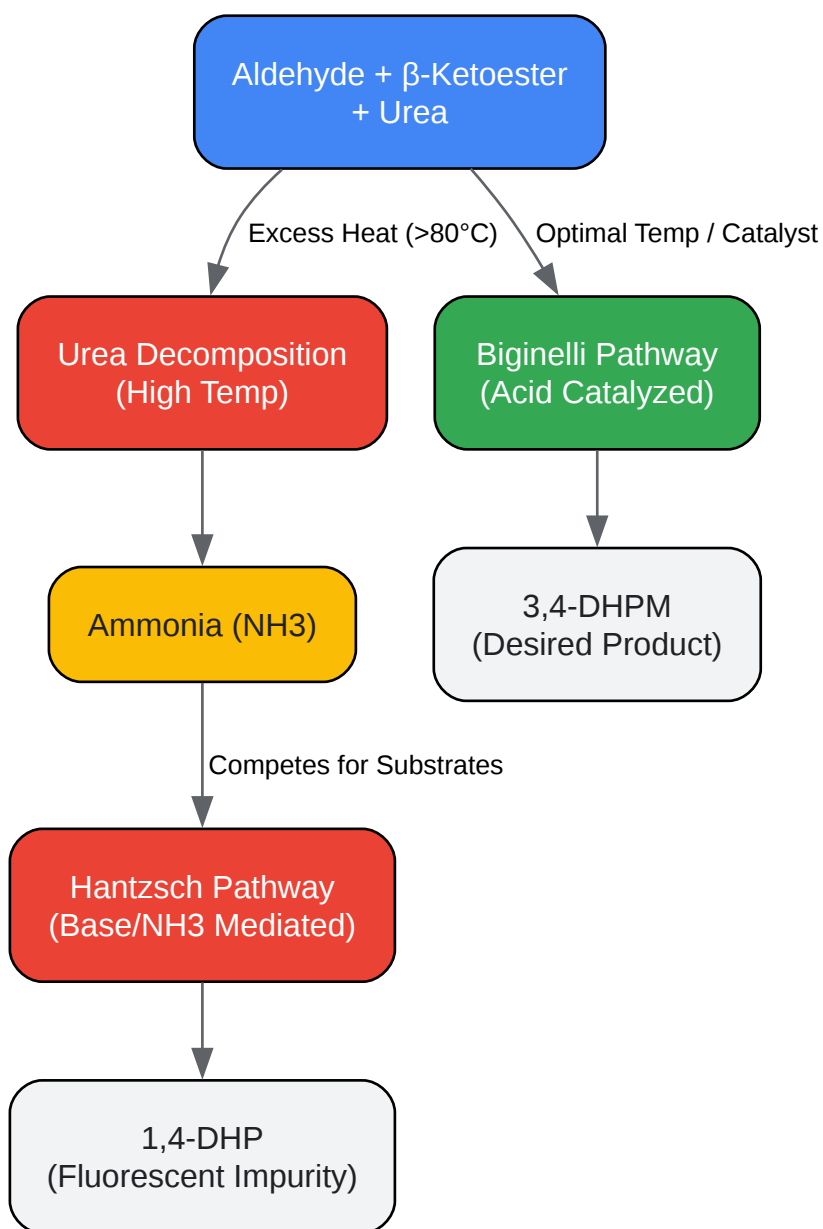 Aldehyde + β-Ketoester
+ Urea
Excess Heat (>80°C)
Optimal Temp / Catalyst
Urea Decomposition
(High Temp)
Biginelli Pathway
(Acid Catalyzed)
Ammonia (NH3)
3,4-DHPM
(Desired Product)
Competes for Substrates
Hantzsch Pathway
(Base/NH3 Mediated)
1,4-DHP
(Fluorescent Impurity)